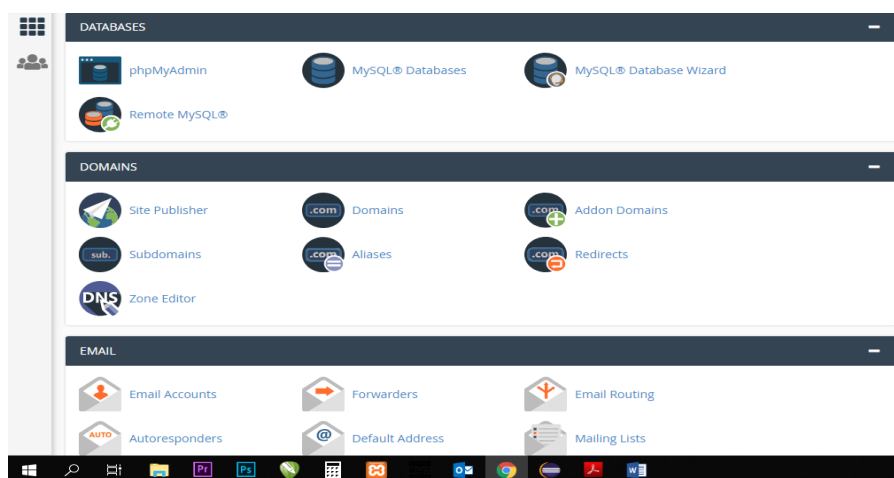 DATABASES
phpMyAdmin MySQL® Databases MySQL® Database Wizard
Remote MySQL®
DOMAINS
Site Publisher .com Domains .com Addon Domains
sub. Subdomains .com Aliases .com Redirects
DNS Zone Editor
EMAIL
Email Accounts Forwarders Email Routing
AUTO Autoresponders @ Default Address Mailing Lists
Pr Ps